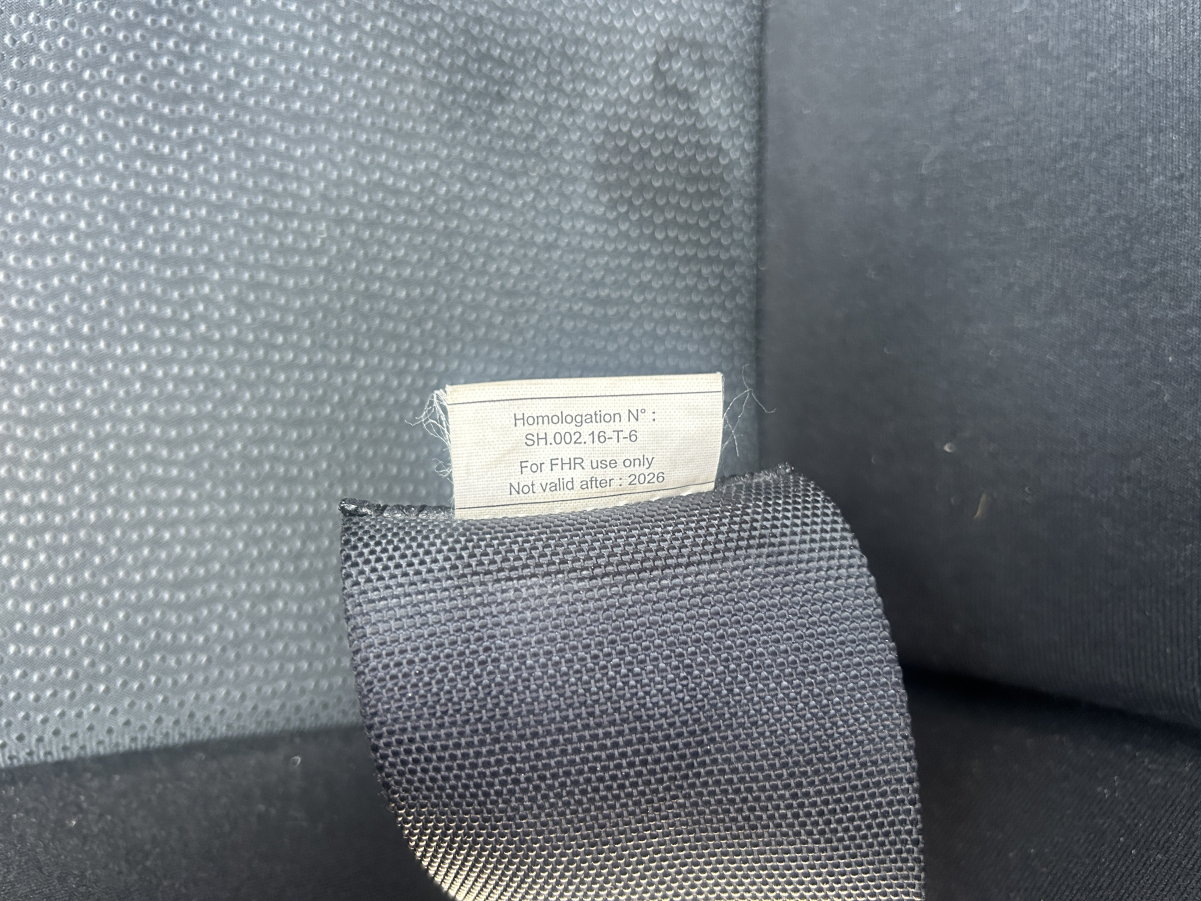 Homologation N° :
SH.002.16-T-6
For FHR use only
Not valid after : 2026